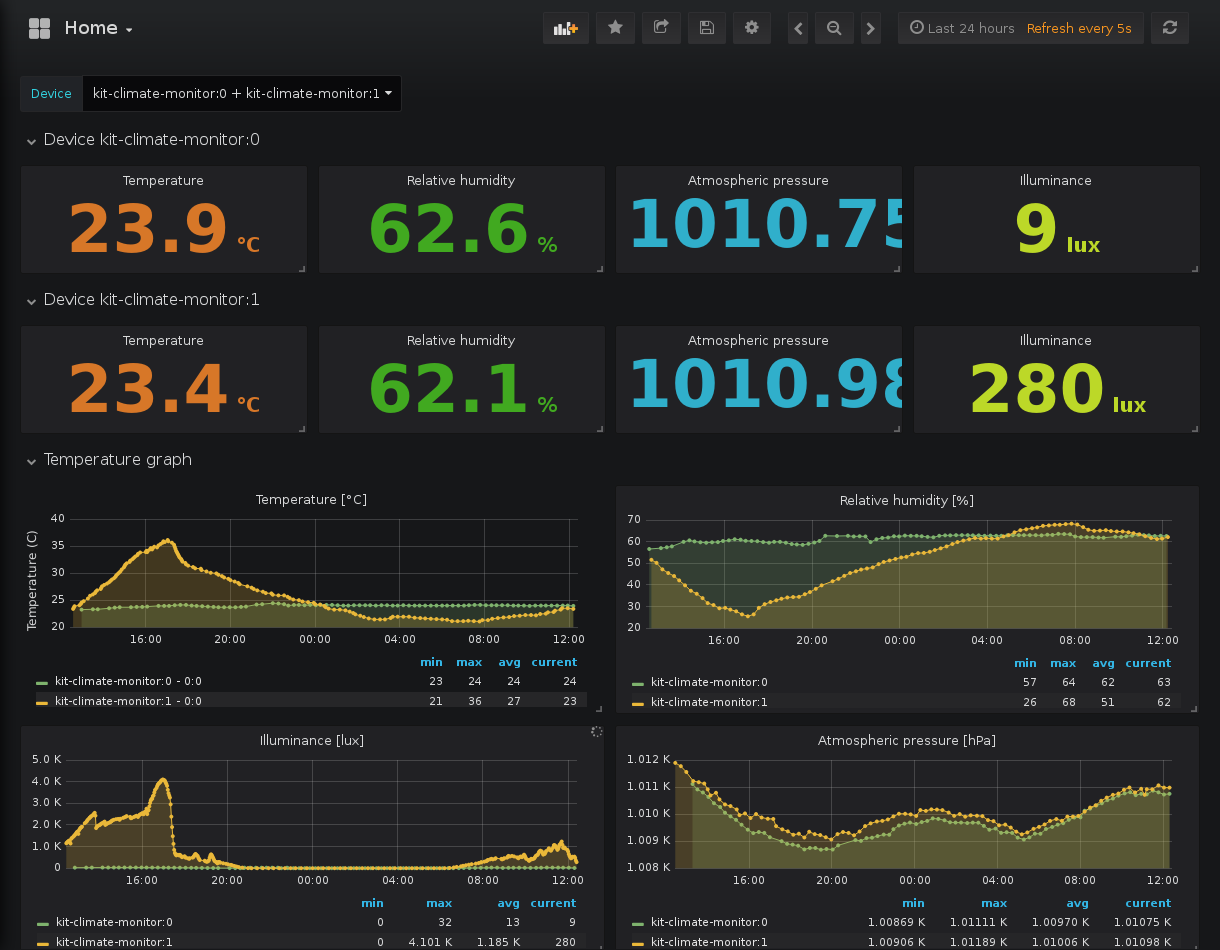 Home
Last 24 hours Refresh every 5s
Device kit-climate-monitor:0 + kit-climate-monitor:1
Device kit-climate-monitor:0
Temperature Relative humidity Atmospheric pressure Illuminance
23.9 °C 62.6 % 1010.75 9 lux
Device kit-climate-monitor:1
Temperature Relative humidity Atmospheric pressure Illuminance
23.4 °C 62.1 % 1010.98 280 lux
Temperature graph
Temperature [°C]
Temperature (C)
40
35
30
25
20
16:00 20:00 00:00 04:00 08:00 12:00
min max avg current
kit-climate-monitor:0 - 0:0 23 24 24 24
kit-climate-monitor:1 - 0:0 21 36 27 23
Relative humidity [%]
70
60
50
40
30
20
16:00 20:00 00:00 04:00 08:00 12:00
min max avg current
kit-climate-monitor:0 57 64 62 63
kit-climate-monitor:1 26 68 51 62
Illuminance [lux]
5.0 K
4.0 K
3.0 K
2.0 K
1.0 K
0
16:00 20:00 00:00 04:00 08:00 12:00
min max avg current
kit-climate-monitor:0 0 32 13 9
kit-climate-monitor:1 0 4.101 K 1.185 K 280
Atmospheric pressure [hPa]
1.012 K
1.011 K
1.010 K
1.009 K
1.008 K
16:00 20:00 00:00 04:00 08:00 12:00
min max avg current
kit-climate-monitor:0 1.00869 K 1.01111 K 1.00970 K 1.01075 K
kit-climate-monitor:1 1.00906 K 1.01189 K 1.01006 K 1.01098 K